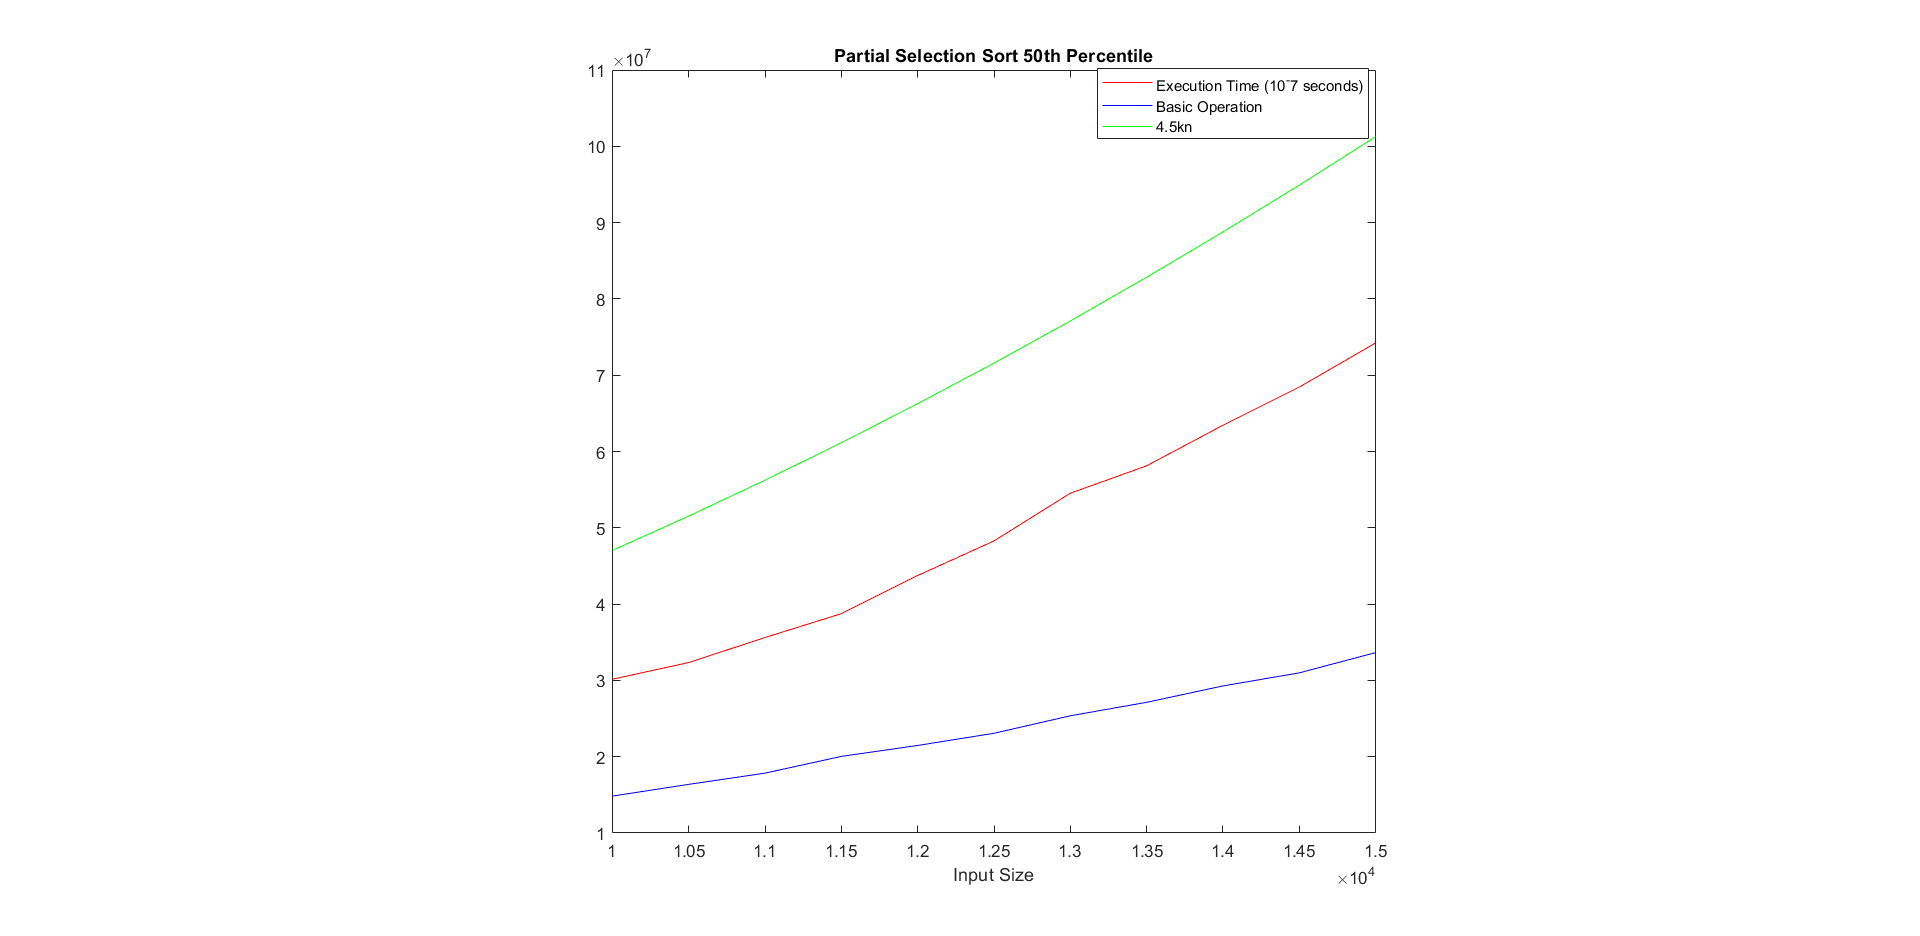 Partial Selection Sort 50th Percentile
×10^7
Execution Time (10^-7 seconds)
Basic Operation
4.5kn
11
10
9
8
7
6
5
4
3
2
1
1 1.05 1.1 1.15 1.2 1.25 1.3 1.35 1.4 1.45 1.5
Input Size
×10^4